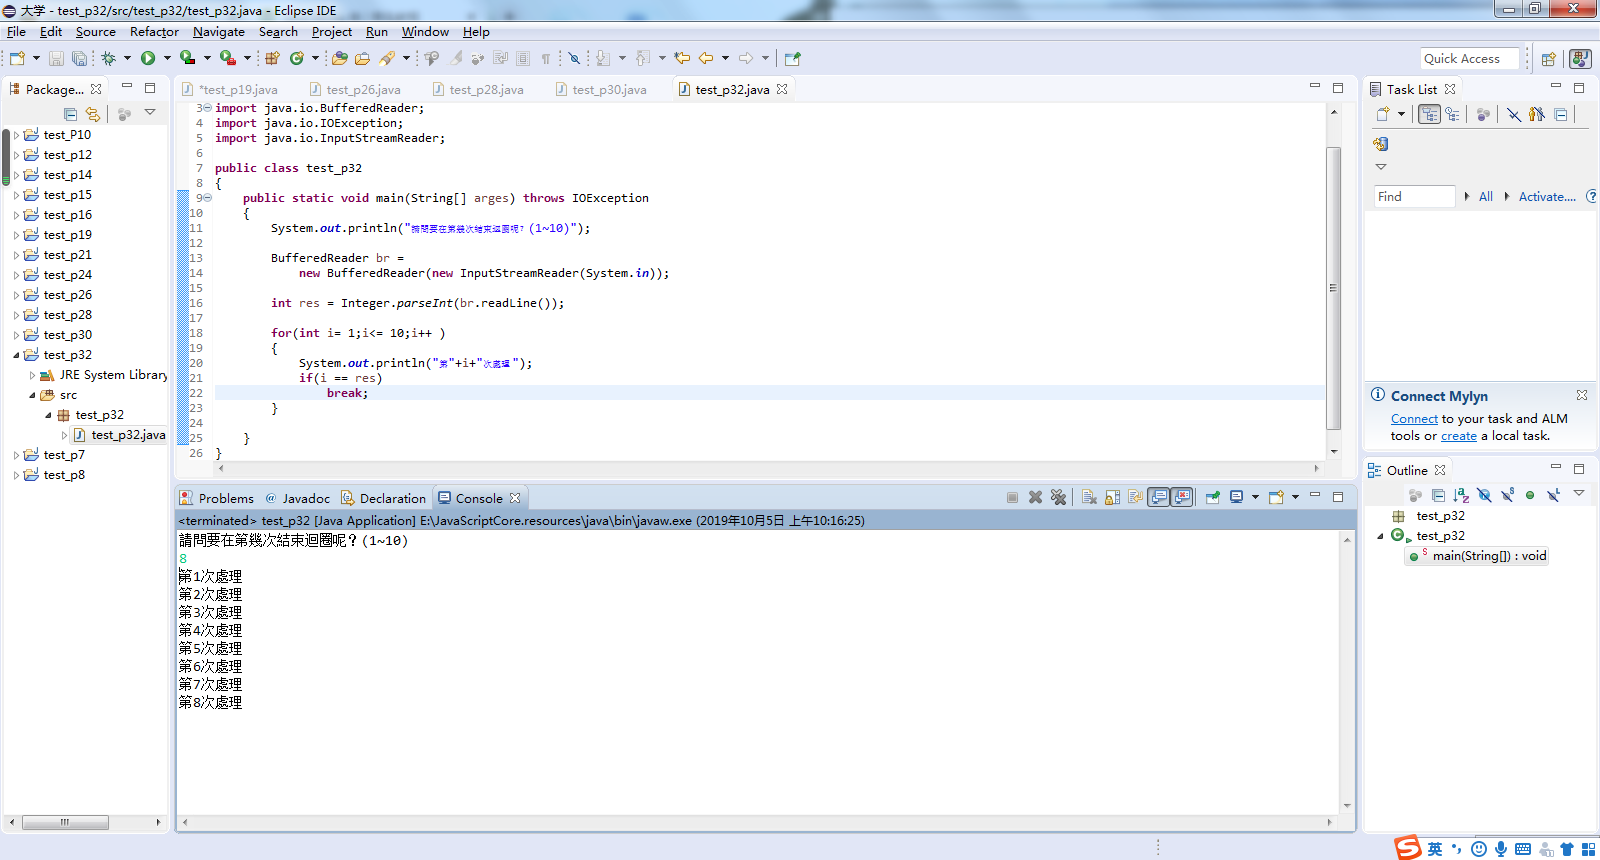 大学 - test_p32/src/test_p32/test_p32.java - Eclipse IDE
File Edit Source Refactor Navigate Search Project Run Window Help
Quick Access
Package...
test_P10
test_p12
test_p14
test_p15
test_p16
test_p19
test_p21
test_p24
test_p26
test_p28
test_p30
test_p32
JRE System Library
src
test_p32
test_p32.java
test_p7
test_p8
*test_p19.java test_p26.java test_p28.java test_p30.java test_p32.java
3 import java.io.BufferedReader;
4 import java.io.IOException;
5 import java.io.InputStreamReader;
6
7 public class test_p32
8 {
9 public static void main(String[] arges) throws IOException
10 {
11 System.out.println("請問要在第幾次結束迴圈呢？(1~10)");
12
13 BufferedReader br =
14 new BufferedReader(new InputStreamReader(System.in));
15
16 int res = Integer.parseInt(br.readLine());
17
18 for(int i= 1;i<= 10;i++ )
19 {
20 System.out.println("第"+i+"次處理");
21 if(i == res)
22 break;
23 }
24
25 }
26 }
Problems @ Javadoc Declaration Console
<terminated> test_p32 [Java Application] E:\JavaScriptCore.resources\java\bin\javaw.exe (2019年10月5日 上午10:16:25)
請問要在第幾次結束迴圈呢？(1~10)
8
第1次處理
第2次處理
第3次處理
第4次處理
第5次處理
第6次處理
第7次處理
第8次處理
Task List
Find All Activate....
Connect Mylyn
Connect to your task and ALM
tools or create a local task.
Outline
test_p32
test_p32
main(String[]) : void
英